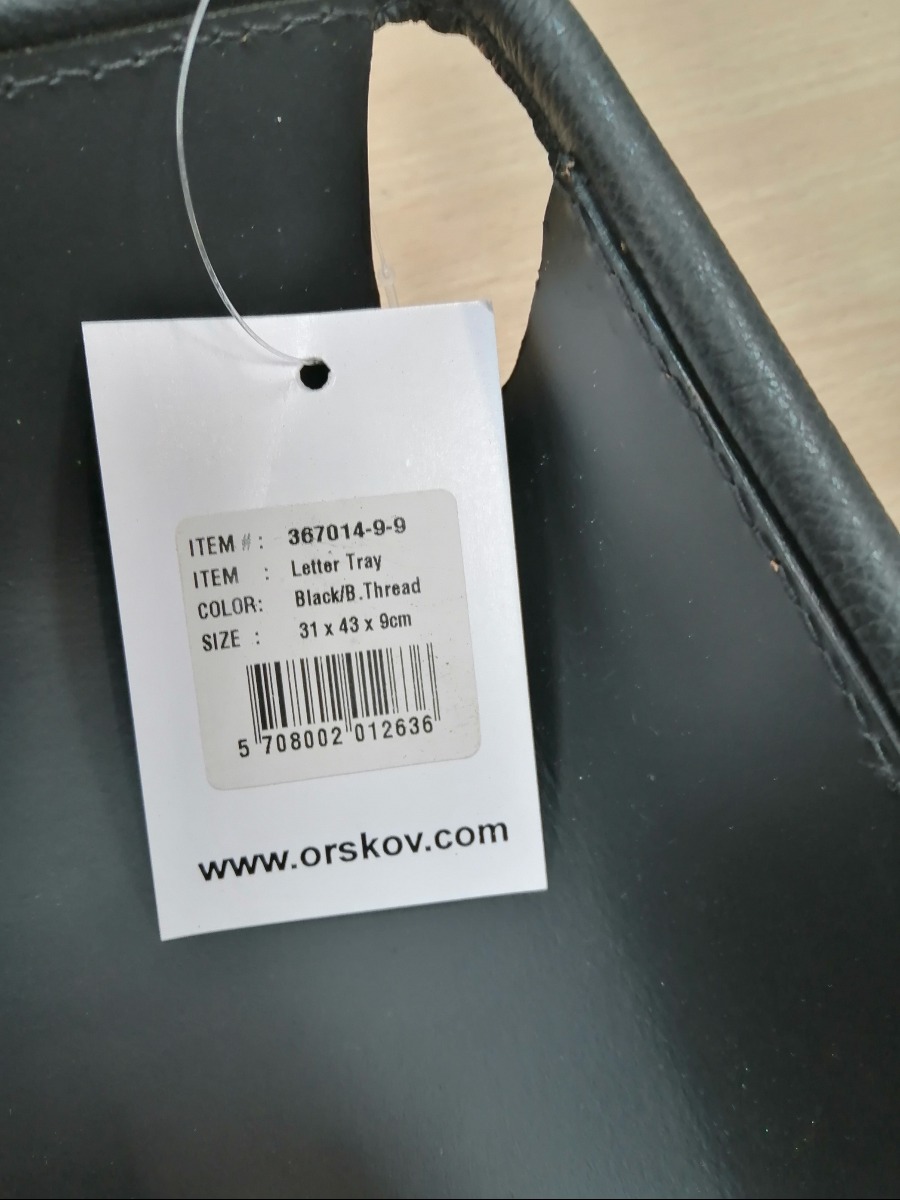 ITEM # : 367014-9-9
ITEM : Letter Tray
COLOR: Black/B.Thread
SIZE : 31 x 43 x 9cm
5 708002 012636
www.orskov.com